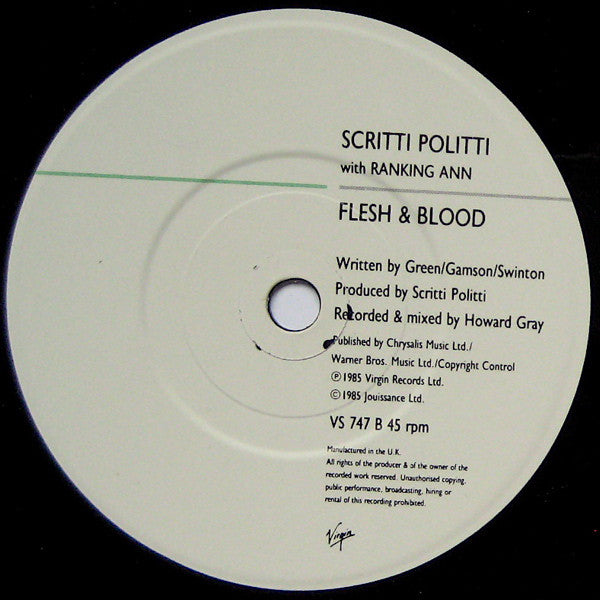 SCRITTI POLITTI
with RANKING ANN
FLESH & BLOOD
Written by Green/Gamson/Swinton
Produced by Scritti Politti
Recorded & mixed by Howard Gray
Published by Chrysalis Music Ltd./
Warner Bros. Music Ltd./Copyright Control
℗ 1985 Virgin Records Ltd.
© 1985 Jouissance Ltd.
VS 747 B 45 rpm
Manufactured in the U.K.
All rights of the producer & of the owner of the
recorded work reserved. Unauthorised copying,
public performance, broadcasting, hiring or
rental of this recording prohibited.
Virgin